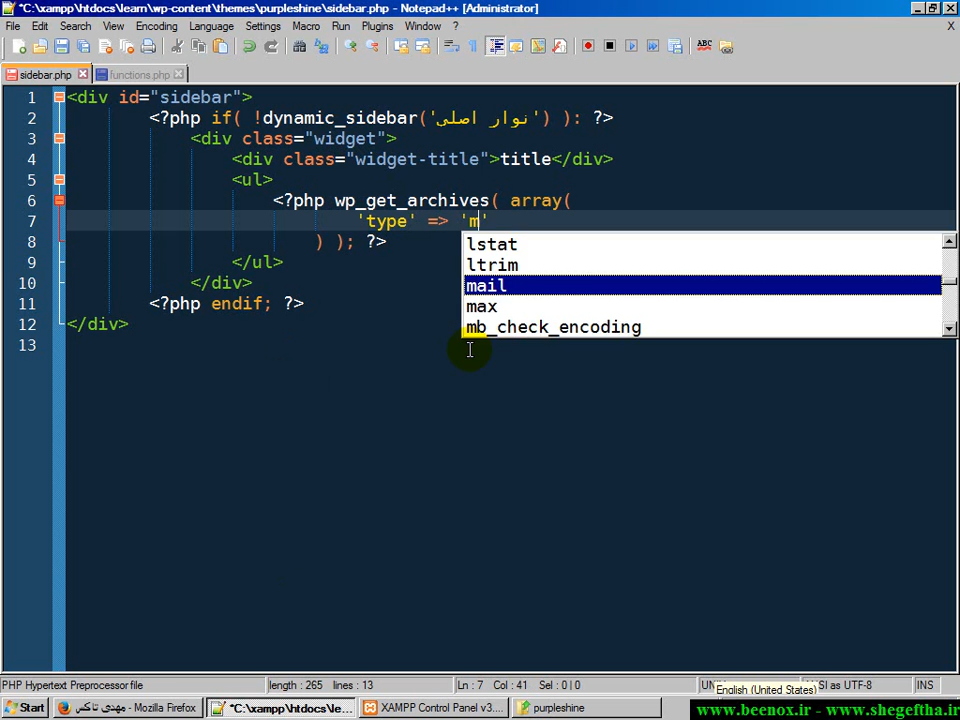 *C:\xampp\htdocs\learn\wp-content\themes\purpleshine\sidebar.php - Notepad++ [Administrator]
File Edit Search View Encoding Language Settings Macro Run Plugins Window ? X
sidebar.php functions.php
1 <div id="sidebar">
2 <?php if( !dynamic_sidebar('نوار اصلی') ): ?>
3 <div class="widget">
4 <div class="widget-title">title</div>
5 <ul>
6 <?php wp_get_archives( array(
7 'type' => 'm'
8 ) ); ?>
9 </ul>
10 </div>
11 <?php endif; ?>
12 </div>
13
lstat
ltrim
mail
max
mb_check_encoding
PHP Hypertext Preprocessor file length : 265 lines : 13 Ln : 7 Col : 41 Sel : 0 | 0 ANSI as UTF-8 INS
English (United States)
Start مهدی تاکس - Mozilla Firefox *C:\xampp\htdocs\le... XAMPP Control Panel v3.... purpleshine
www.beenox.ir - www.shegeftha.ir